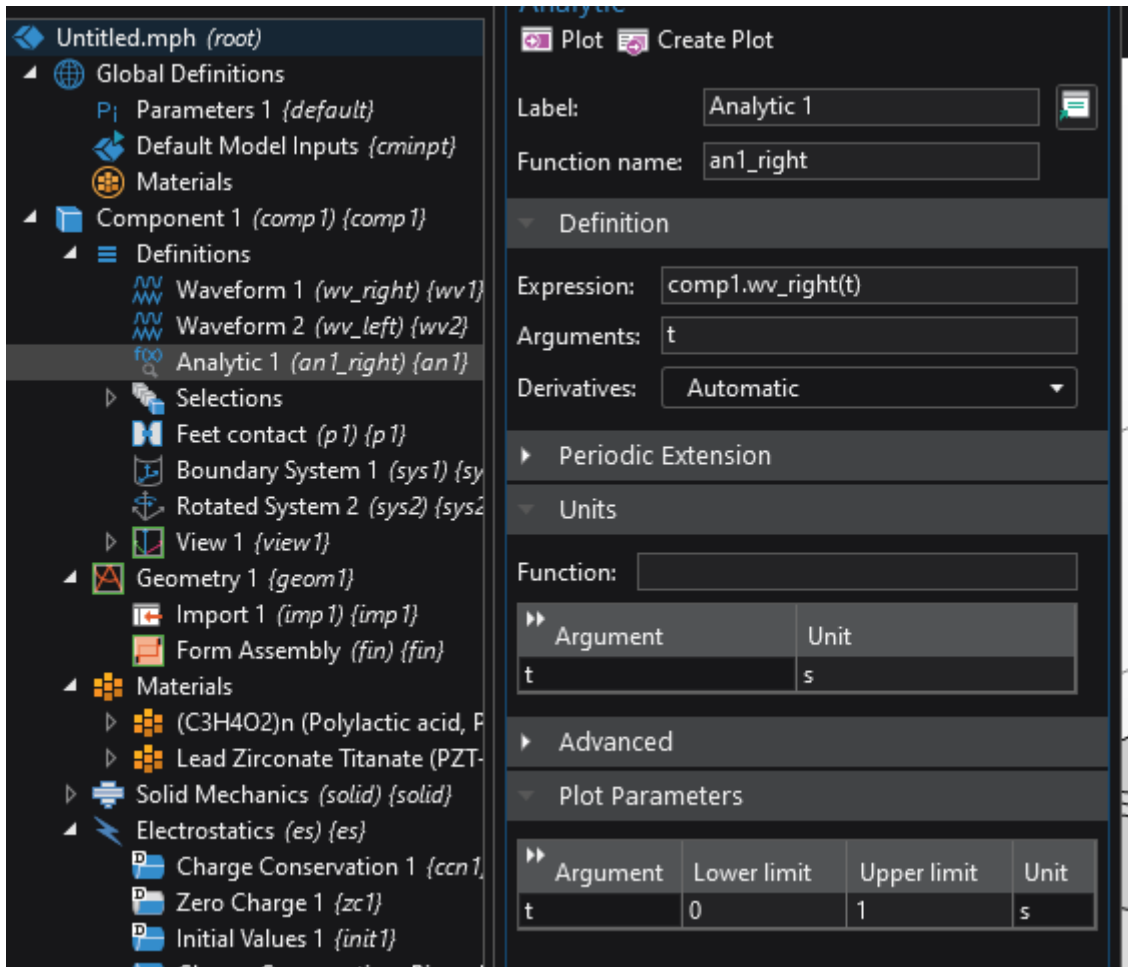 Untitled.mph (root)
Global Definitions
Pi Parameters 1 {default}
Default Model Inputs {cminpt}
Materials
Component 1 (comp1) {comp1}
Definitions
Waveform 1 (wv_right) {wv1}
Waveform 2 (wv_left) {wv2}
f(x) Analytic 1 (an1_right) {an1}
Selections
Feet contact (p1) {p1}
Boundary System 1 (sys1) {sy
Rotated System 2 (sys2) {sys2
View 1 {view1}
Geometry 1 {geom1}
Import 1 (imp1) {imp1}
Form Assembly (fin) {fin}
Materials
(C3H4O2)n (Polylactic acid, P
Lead Zirconate Titanate (PZT-
Solid Mechanics (solid) {solid}
Electrostatics (es) {es}
D Charge Conservation 1 {ccn1
D Zero Charge 1 {zc1}
D Initial Values 1 {init1}
Analytic
Plot Create Plot
Label: Analytic 1
Function name: an1_right
Definition
Expression: comp1.wv_right(t)
Arguments: t
Derivatives: Automatic
Periodic Extension
Units
Function:
Argument Unit
t s
Advanced
Plot Parameters
Argument Lower limit Upper limit Unit
t 0 1 s